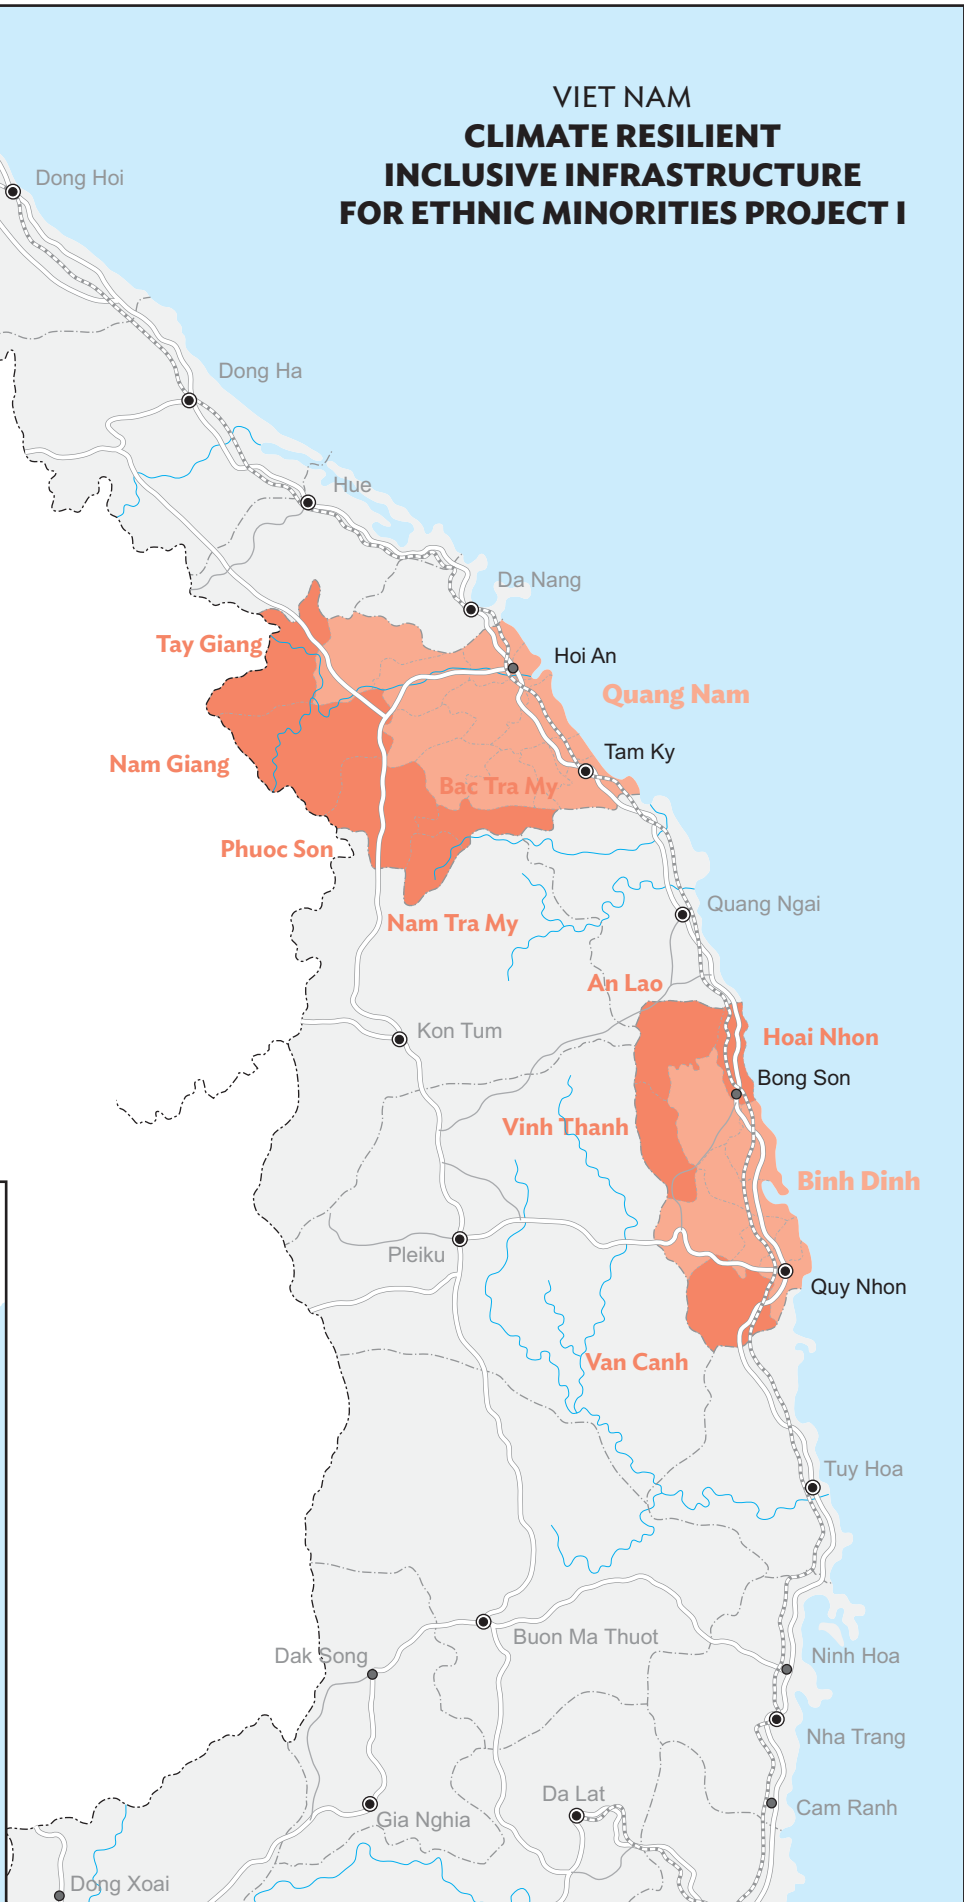 VIET NAM
CLIMATE RESILIENT
INCLUSIVE INFRASTRUCTURE
FOR ETHNIC MINORITIES PROJECT I
Dong Hoi
Dong Ha
Hue
Da Nang
Tay Giang
Hoi An
Quang Nam
Tam Ky
Nam Giang
Bac Tra My
Phuoc Son
Quang Ngai
Nam Tra My
An Lao
Kon Tum
Hoai Nhon
Bong Son
Vinh Thanh
Binh Dinh
Pleiku
Quy Nhon
Van Canh
Tuy Hoa
Buon Ma Thuot
Dak Song
Ninh Hoa
Nha Trang
Da Lat
Cam Ranh
Gia Nghia
Dong Xoai